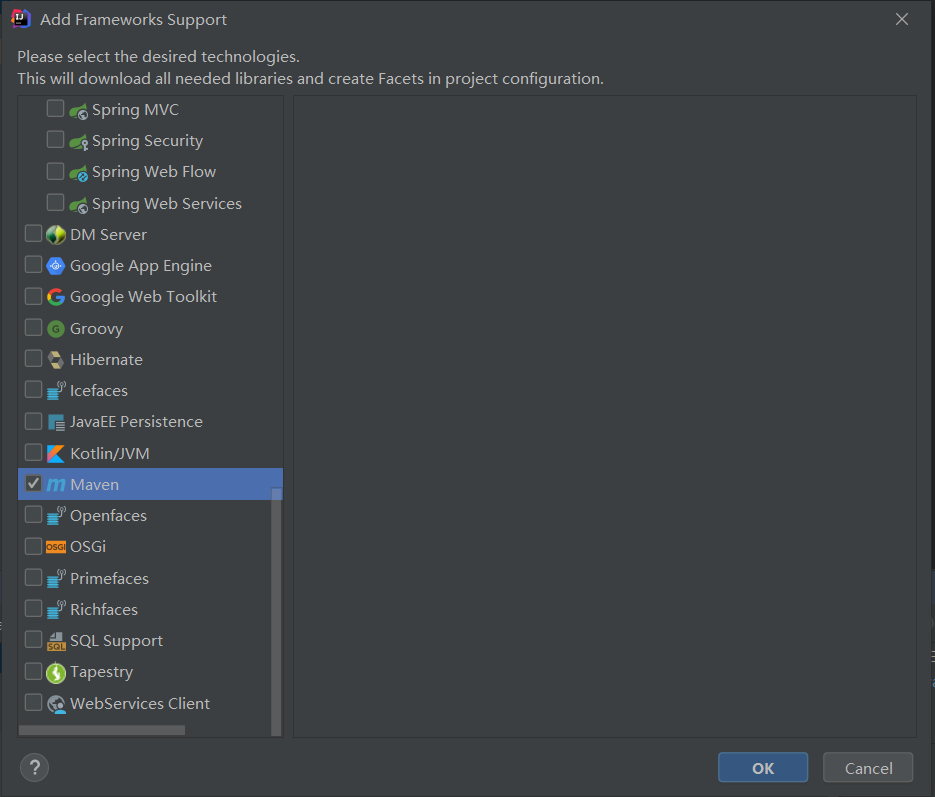 Add Frameworks Support
Please select the desired technologies.
This will download all needed libraries and create Facets in project configuration.
Spring MVC
Spring Security
Spring Web Flow
Spring Web Services
DM Server
Google App Engine
Google Web Toolkit
Groovy
Hibernate
Icefaces
JavaEE Persistence
Kotlin/JVM
Maven
Openfaces
OSGi
Primefaces
Richfaces
SQL Support
Tapestry
WebServices Client
?
OK
Cancel